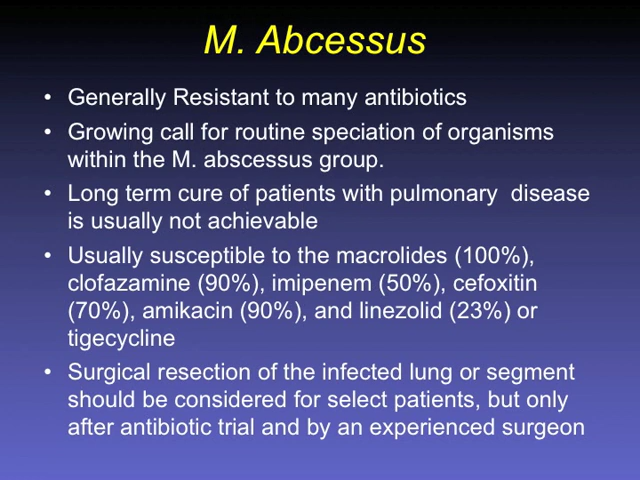 M. Abcessus
• Generally Resistant to many antibiotics
• Growing call for routine speciation of organisms
within the M. abscessus group.
• Long term cure of patients with pulmonary  disease
is usually not achievable
• Usually susceptible to the macrolides (100%),
clofazamine (90%), imipenem (50%), cefoxitin
(70%), amikacin (90%), and linezolid (23%) or
tigecycline
• Surgical resection of the infected lung or segment
should be considered for select patients, but only
after antibiotic trial and by an experienced surgeon